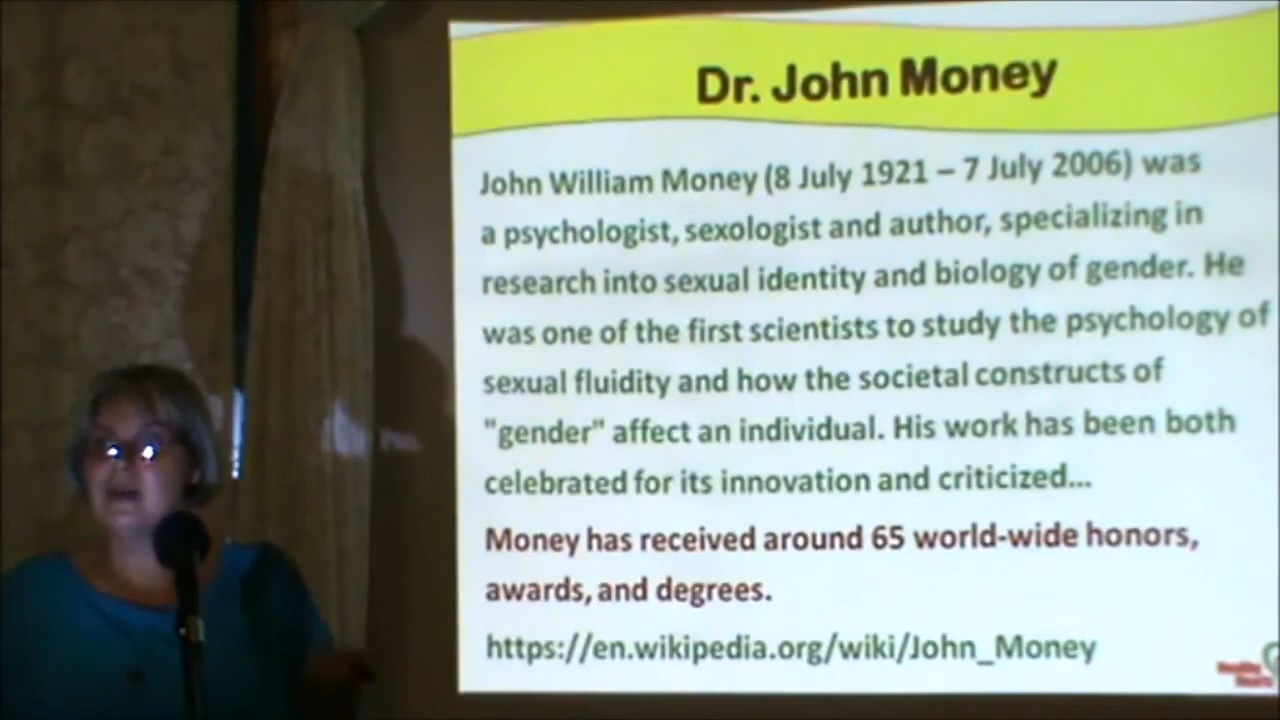 Dr. John Money
John William Money (8 July 1921 – 7 July 2006) was
a psychologist, sexologist and author, specializing in
research into sexual identity and biology of gender. He
was one of the first scientists to study the psychology of
sexual fluidity and how the societal constructs of
"gender" affect an individual. His work has been both
celebrated for its innovation and criticized...
Money has received around 65 world-wide honors,
awards, and degrees.
https://en.wikipedia.org/wiki/John_Money